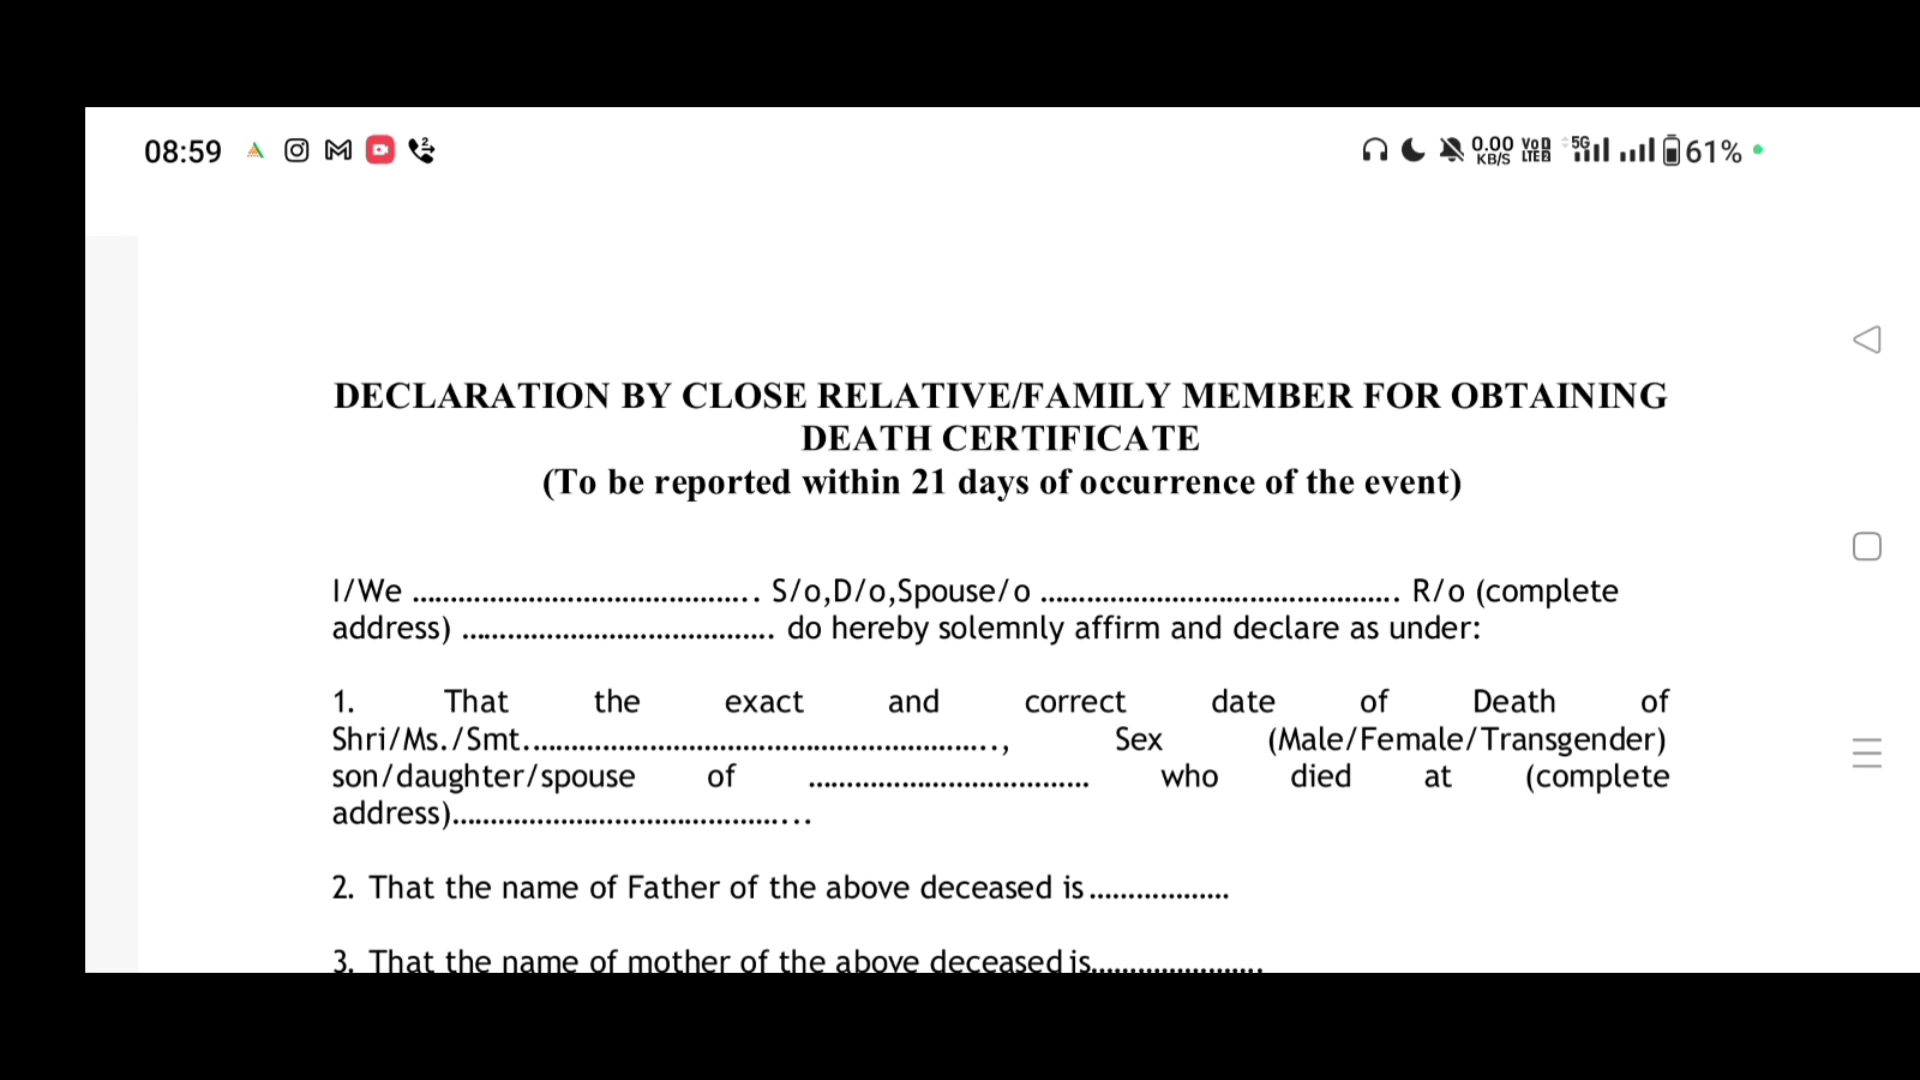 08:59 2 0.00 KB/S VoD LTE2 5G 61%
DECLARATION BY CLOSE RELATIVE/FAMILY MEMBER FOR OBTAINING
DEATH CERTIFICATE
(To be reported within 21 days of occurrence of the event)
I/We ............................................. S/o,D/o,Spouse/o ................................................ R/o (complete
address) .......................................... do hereby solemnly affirm and declare as under:
1. That the exact and correct date of Death of
Shri/Ms./Smt..............................................................., Sex (Male/Female/Transgender)
son/daughter/spouse of ..................................... who died at (complete
address)................................................
2. That the name of Father of the above deceased is..................
3. That the name of mother of the above deceased is.......................